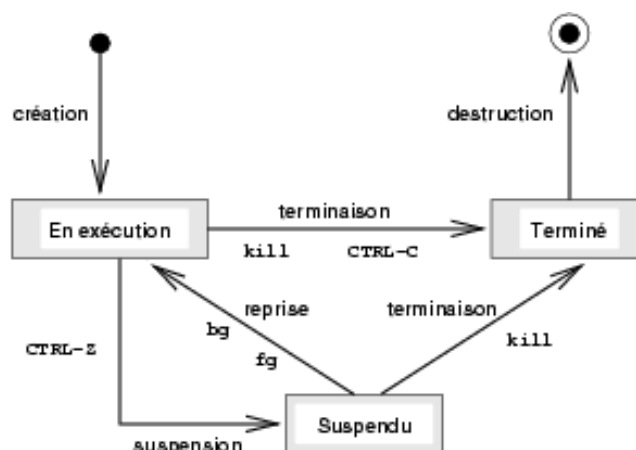 création
destruction
En exécution
terminaison
Terminé
kill
CTRL-C
reprise
terminaison
bg
kill
CTRL-Z
fg
Suspendu
suspension